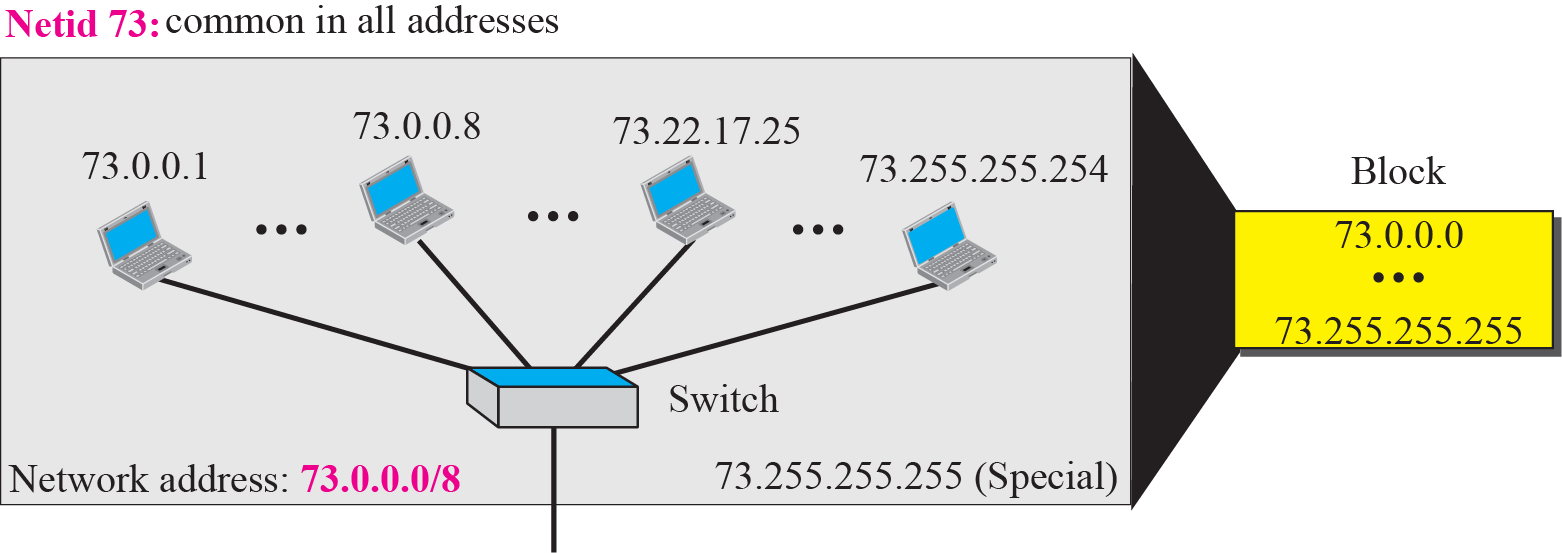 Netid 73: common in all addresses
73.0.0.1
73.0.0.8
73.22.17.25
73.255.255.254
Switch
Network address: 73.0.0.0/8
73.255.255.255 (Special)
Block
73.0.0.0
•••
73.255.255.255